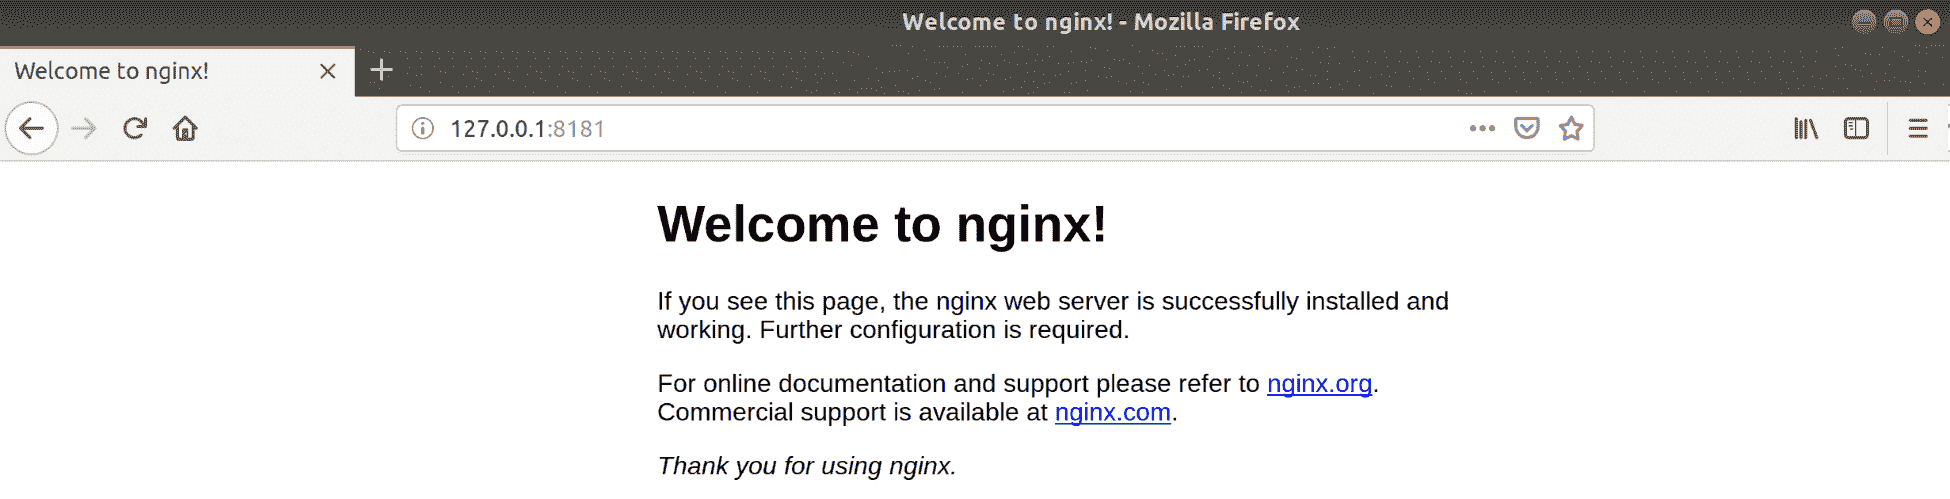 Welcome to nginx! - Mozilla Firefox
Welcome to nginx!
127.0.0.1:8181
Welcome to nginx!
If you see this page, the nginx web server is successfully installed and
working. Further configuration is required.
For online documentation and support please refer to nginx.org.
Commercial support is available at nginx.com.
Thank you for using nginx.